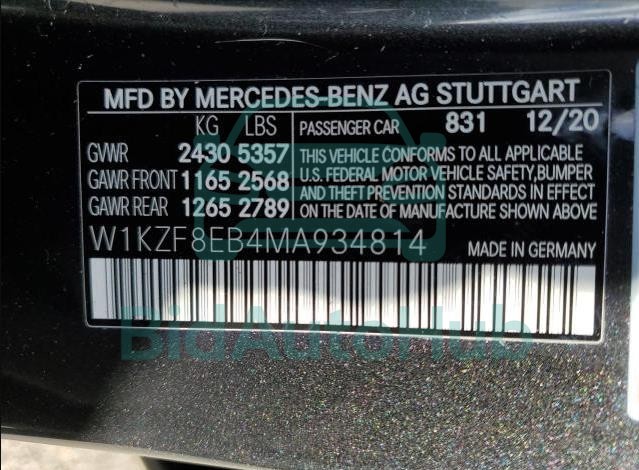 MFD BY MERCEDES-BENZ AG STUTTGART
KG LBS PASSENGER CAR 831 12/20
GVWR 2430 5357 THIS VEHICLE CONFORMS TO ALL APPLICABLE
GAWR FRONT 1165 2568 U.S. FEDERAL MOTOR VEHICLE SAFETY,BUMPER
AND THEFT PREVENTION STANDARDS IN EFFECT
GAWR REAR 1265 2789 ON THE DATE OF MANUFACTURE SHOWN ABOVE.
W1KZF8EB4MA934814 MADE IN GERMANY
BidAutoHub